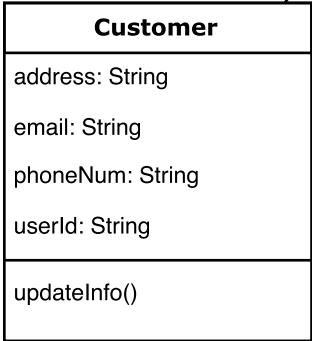 Customer
address: String
email: String
phoneNum: String
userId: String
updateInfo()